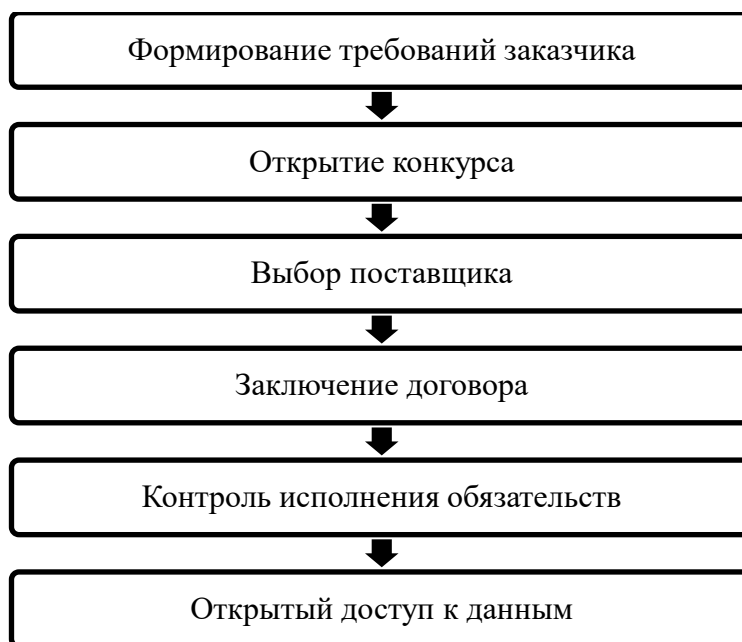 Формирование требований заказчика
Открытие конкурса
Выбор поставщика
Заключение договора
Контроль исполнения обязательств
Открытый доступ к данным